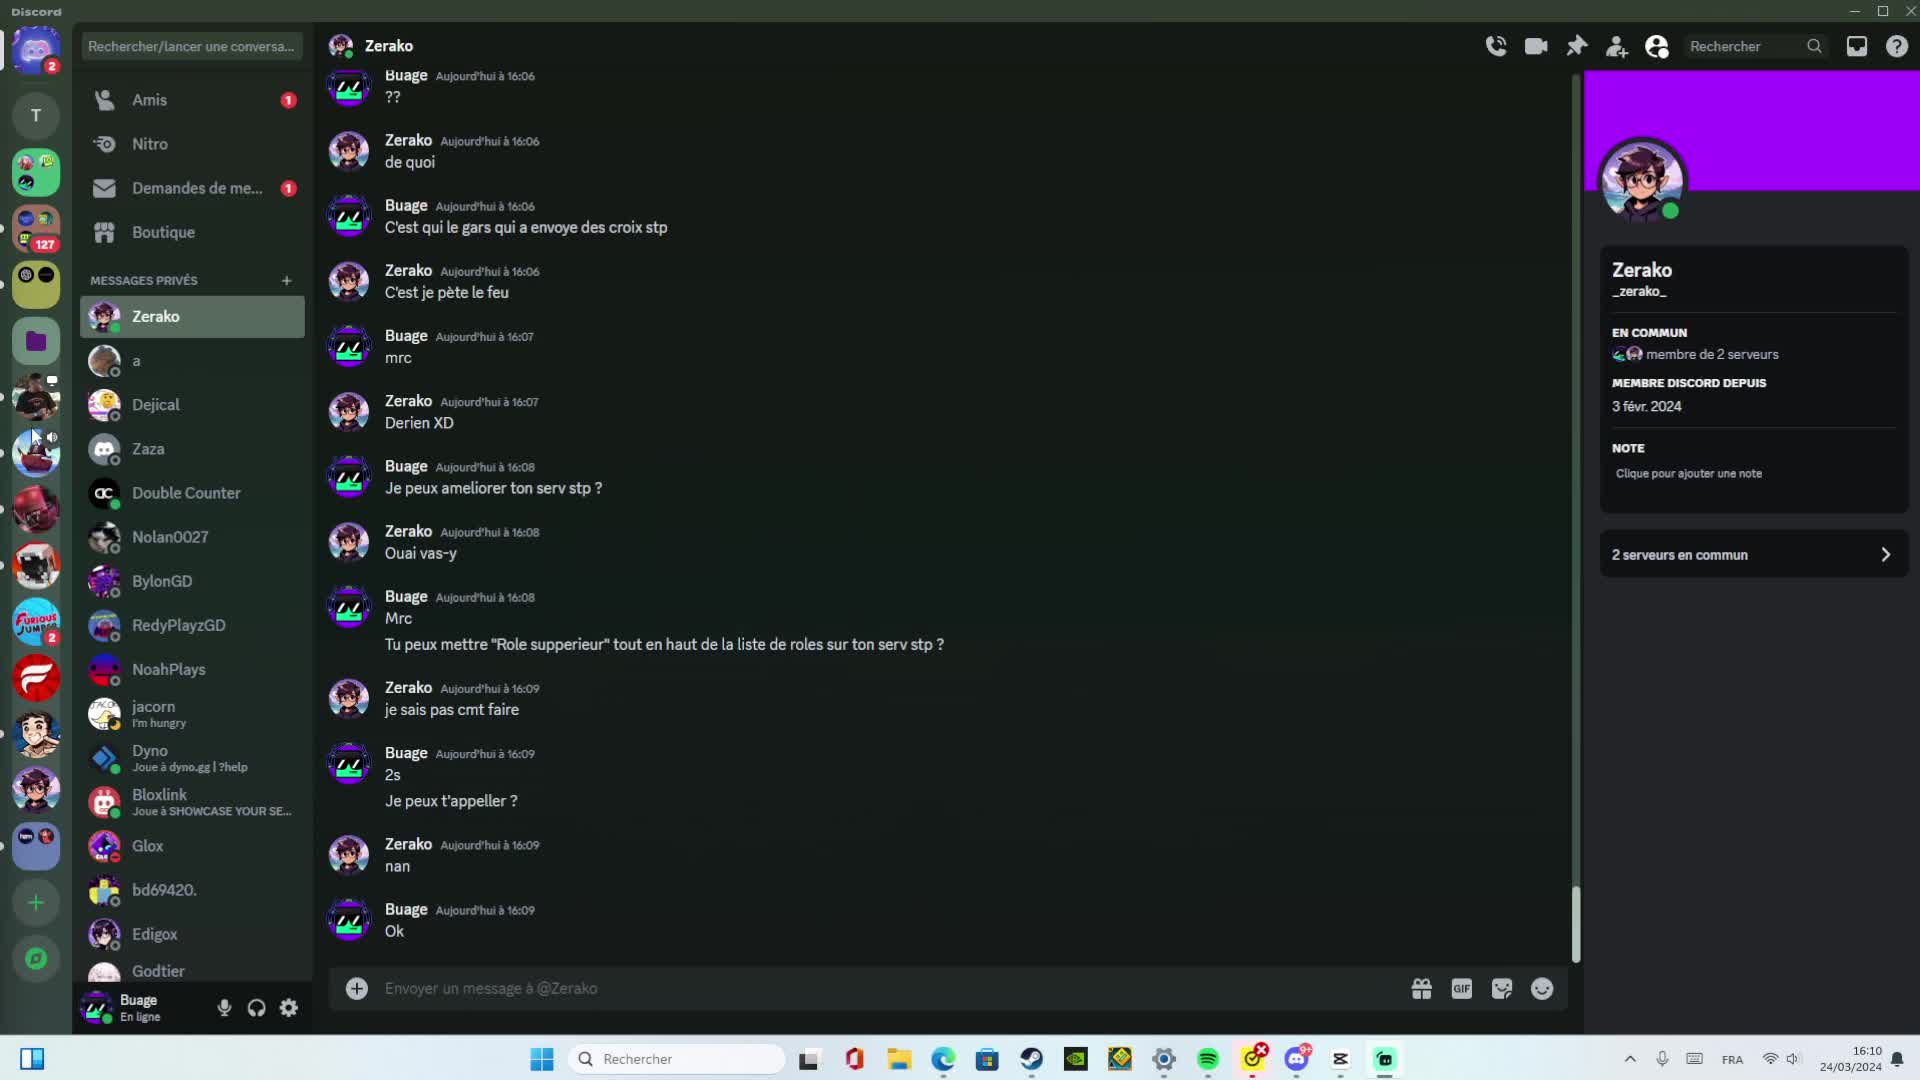 Discord
Rechercher/lancer une conversa...
2
T
127
FURIOUS
JUMPER
2
Amis
1
Nitro
Demandes de me...
1
Boutique
MESSAGES PRIVÉS
Zerako
a
Dejical
Zaza
Double Counter
Nolan0027
BylonGD
RedyPlayzGD
NoahPlays
jacorn
I'm hungry
Dyno
Joue à dyno.gg | ?help
Bloxlink
Joue à SHOWCASE YOUR SE...
Glox
bd69420.
Edigox
Godtier
Buage
En ligne
Zerako
Rechercher
Buage Aujourd'hui à 16:06
??
Zerako Aujourd'hui à 16:06
de quoi
Buage Aujourd'hui à 16:06
C'est qui le gars qui a envoye des croix stp
Zerako Aujourd'hui à 16:06
C'est je pète le feu
Buage Aujourd'hui à 16:07
mrc
Zerako Aujourd'hui à 16:07
Derien XD
Buage Aujourd'hui à 16:08
Je peux ameliorer ton serv stp ?
Zerako Aujourd'hui à 16:08
Ouai vas-y
Buage Aujourd'hui à 16:08
Mrc
Tu peux mettre "Role supperieur" tout en haut de la liste de roles sur ton serv stp ?
Zerako Aujourd'hui à 16:09
je sais pas cmt faire
Buage Aujourd'hui à 16:09
2s
Je peux t'appeller ?
Zerako Aujourd'hui à 16:09
nan
Buage Aujourd'hui à 16:09
Ok
Envoyer un message à @Zerako
GIF
Zerako
_zerako_
EN COMMUN
membre de 2 serveurs
MEMBRE DISCORD DEPUIS
3 févr. 2024
NOTE
Clique pour ajouter une note
2 serveurs en commun
Rechercher
9+
FRA
16:10
24/03/2024